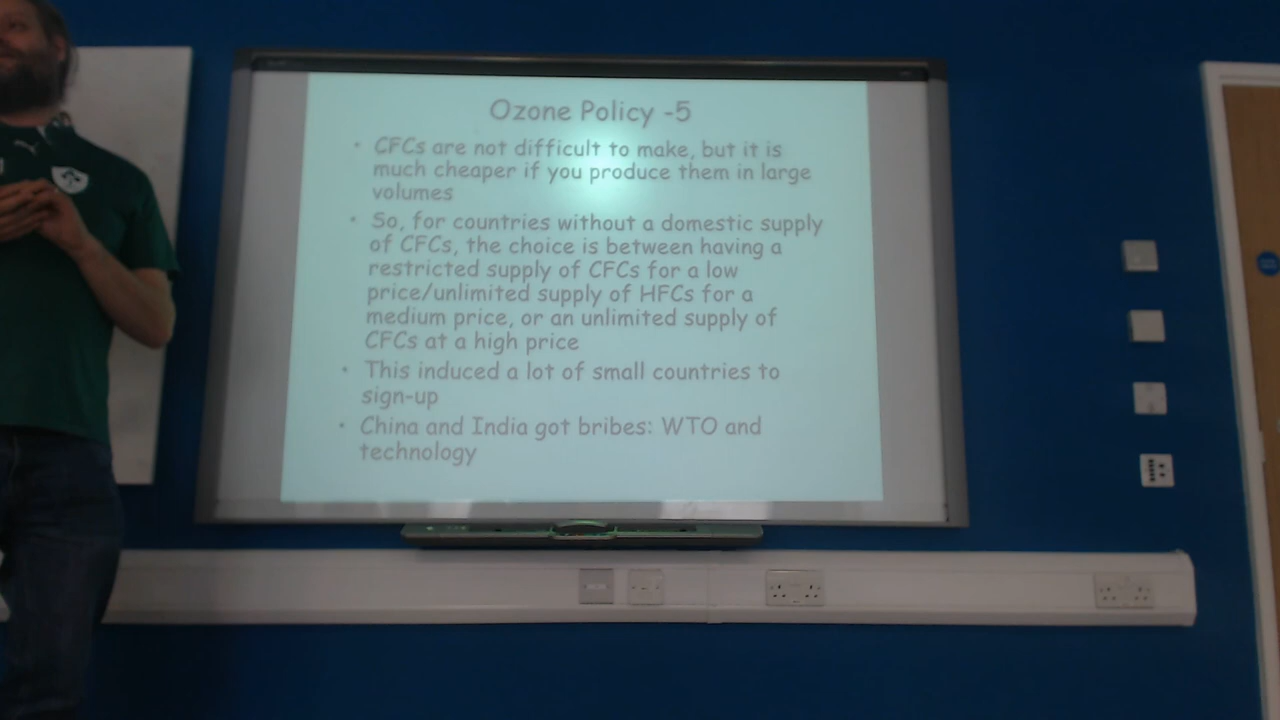 Ozone Policy -5
• CFCs are not difficult to make, but it is
much cheaper if you produce them in large
volumes
• So, for countries without a domestic supply
of CFCs, the choice is between having a
restricted supply of CFCs for a low
price/unlimited supply of HFCs for a
medium price, or an unlimited supply of
CFCs at a high price
• This induced a lot of small countries to
sign-up
• China and India got bribes: WTO and
technology